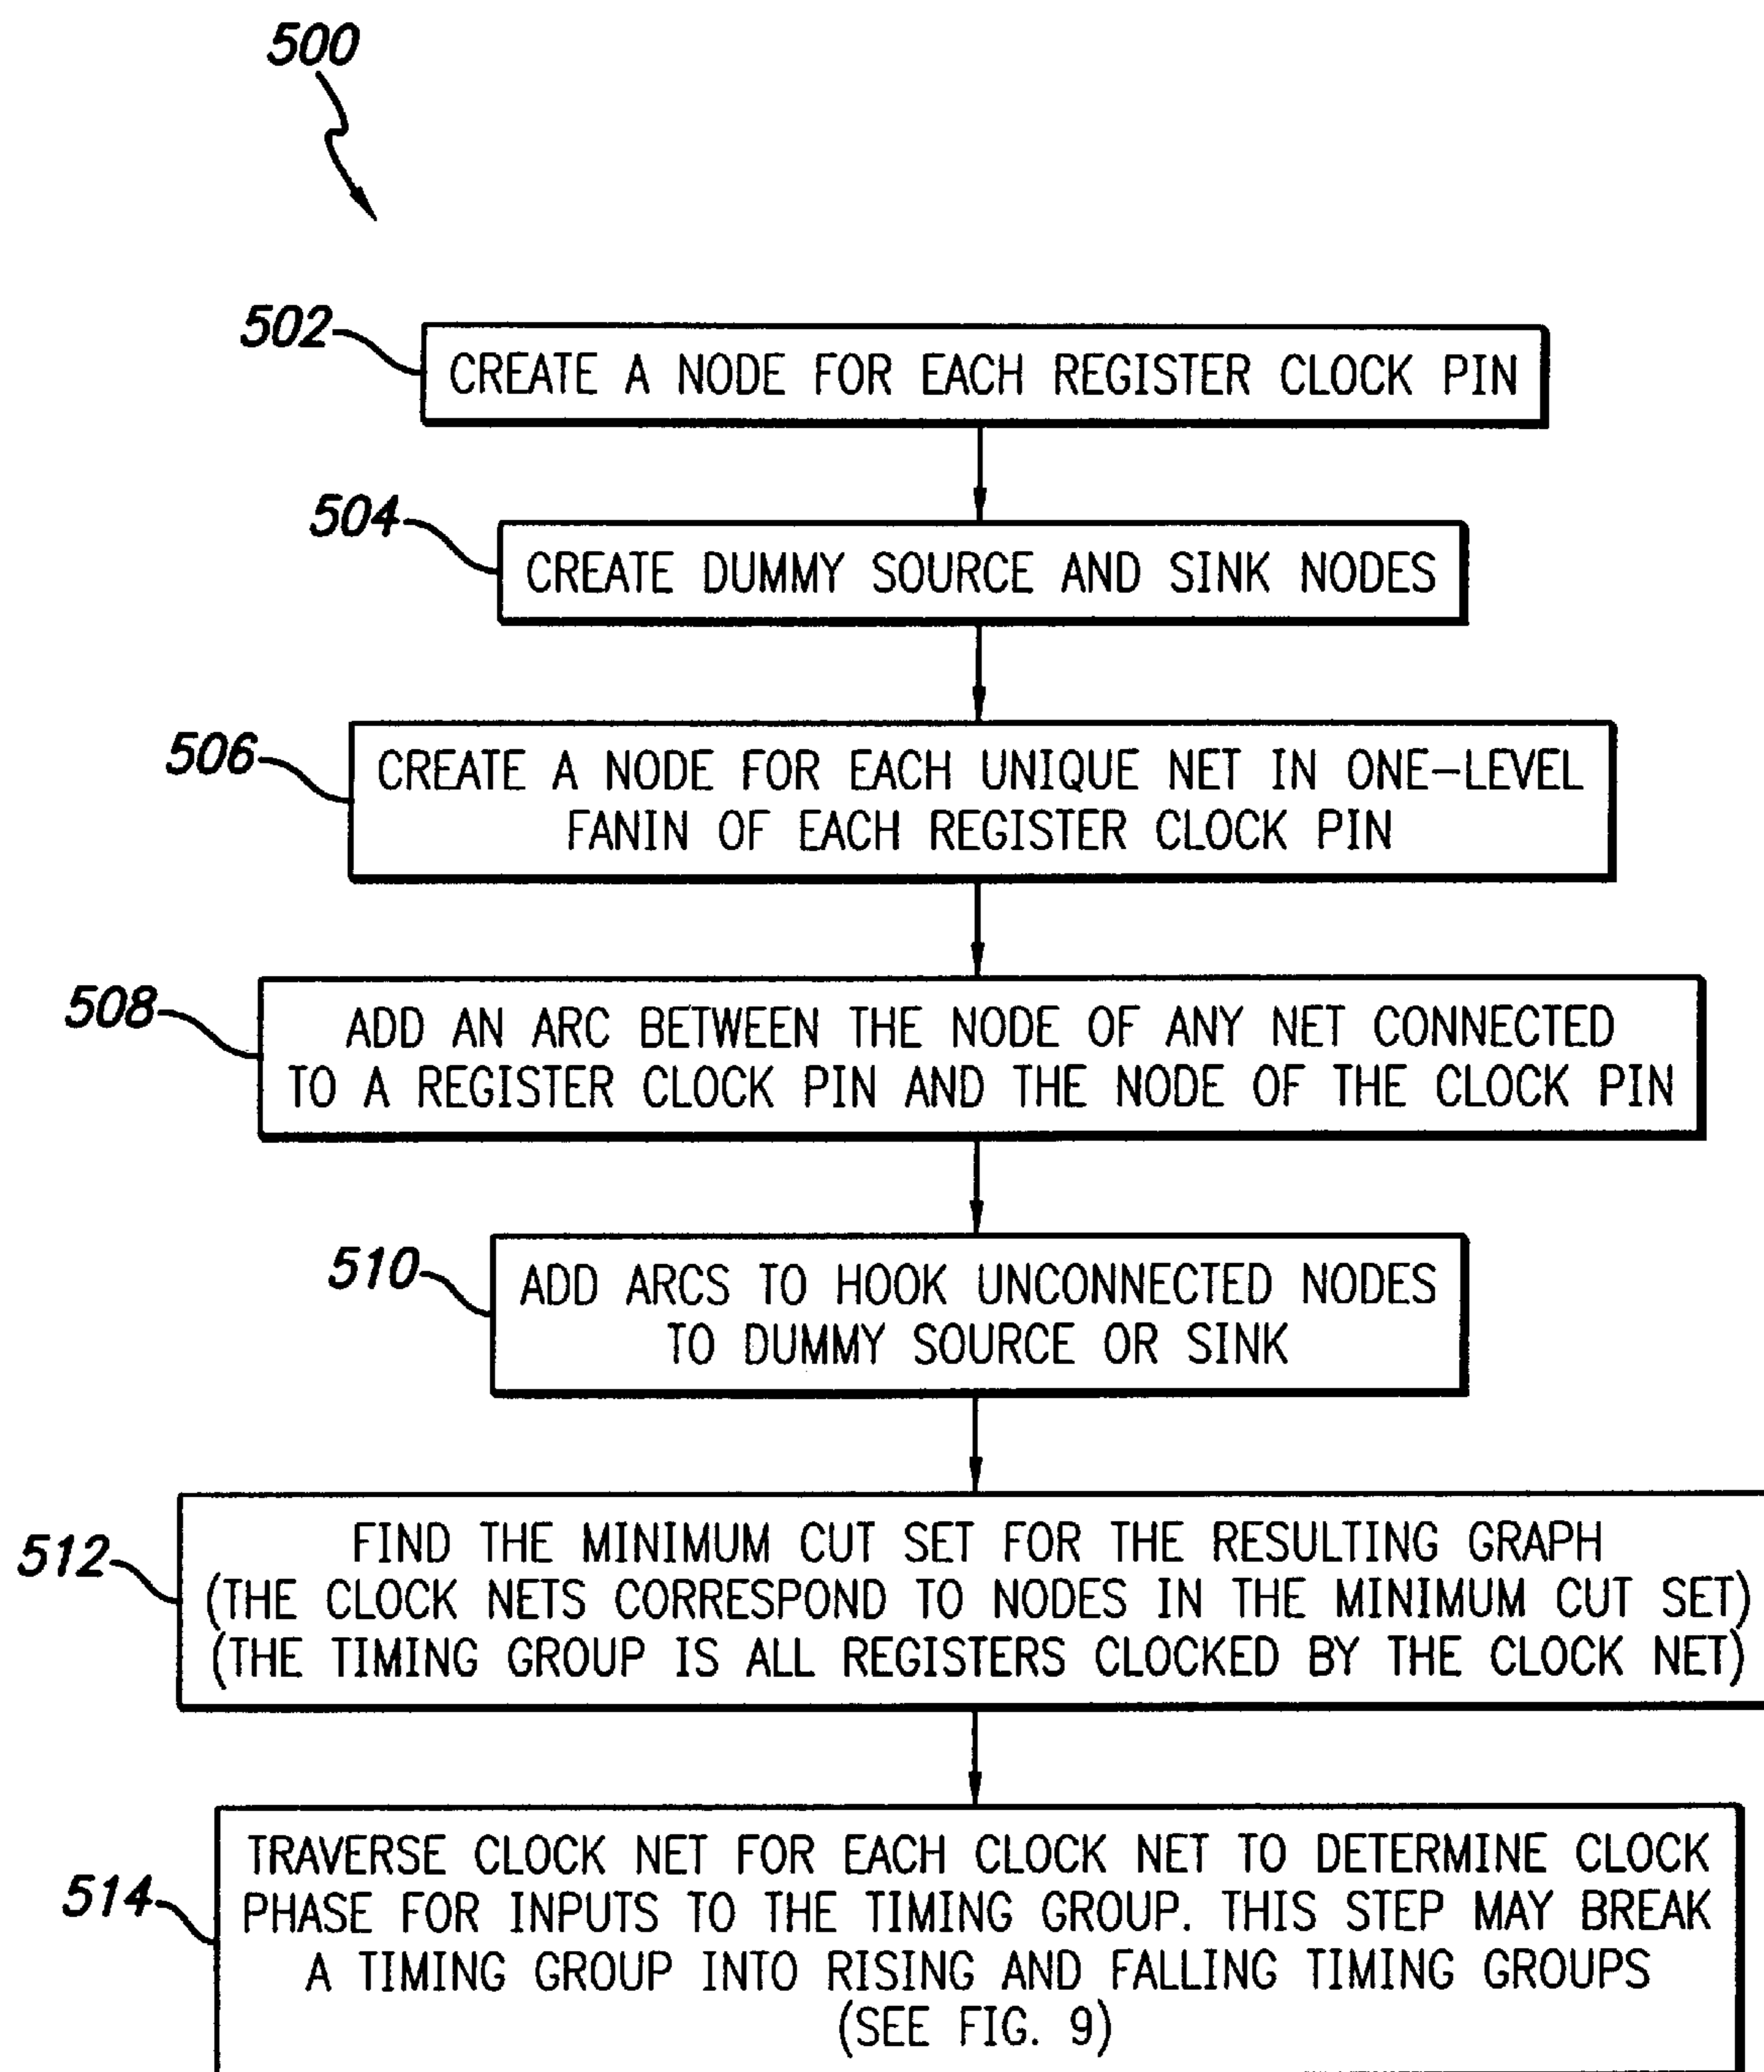 500
502
CREATE A NODE FOR EACH REGISTER CLOCK PIN
504
CREATE DUMMY SOURCE AND SINK NODES
506
CREATE A NODE FOR EACH UNIQUE NET IN ONE-LEVEL
FANIN OF EACH REGISTER CLOCK PIN
508
ADD AN ARC BETWEEN THE NODE OF ANY NET CONNECTED
TO A REGISTER CLOCK PIN AND THE NODE OF THE CLOCK PIN
510
ADD ARCS TO HOOK UNCONNECTED NODES
TO DUMMY SOURCE OR SINK
512
FIND THE MINIMUM CUT SET FOR THE RESULTING GRAPH
(THE CLOCK NETS CORRESPOND TO NODES IN THE MINIMUM CUT SET)
(THE TIMING GROUP IS ALL REGISTERS CLOCKED BY THE CLOCK NET)
514
TRAVERSE CLOCK NET FOR EACH CLOCK NET TO DETERMINE CLOCK
PHASE FOR INPUTS TO THE TIMING GROUP. THIS STEP MAY BREAK
A TIMING GROUP INTO RISING AND FALLING TIMING GROUPS
(SEE FIG. 9)